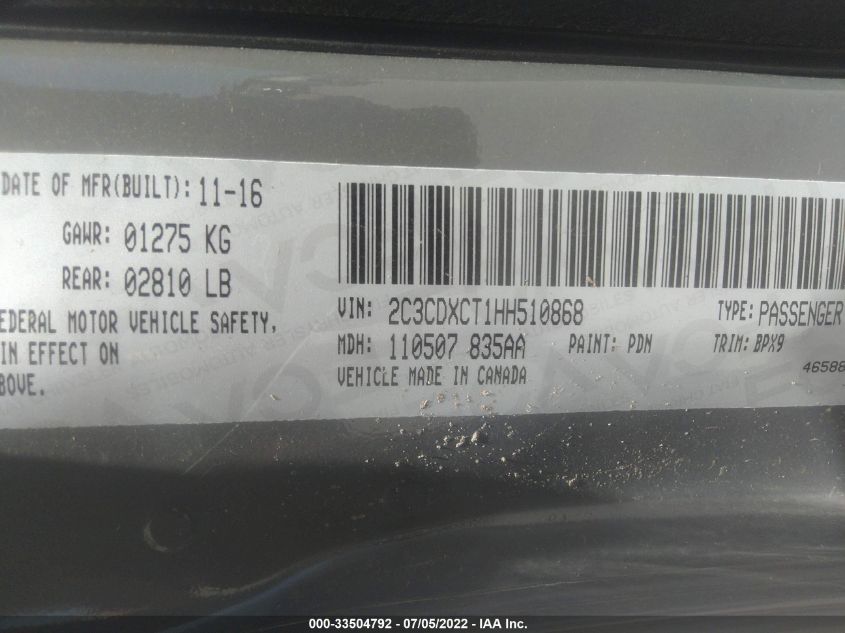 DATE OF MFR(BUILT): 11-16
GAWR: 01275 KG
REAR: 02810 LB
EDERAL MOTOR VEHICLE SAFETY,
IN EFFECT ON
BOVE.
VIN: 2C3CDXCT1HH510868
TYPE: PASSENGER
MDH: 110507 835AA
PAINT: PDN
TRIM: BPX9
VEHICLE MADE IN CANADA
46588
000-33504792 - 07/05/2022 - IAA Inc.